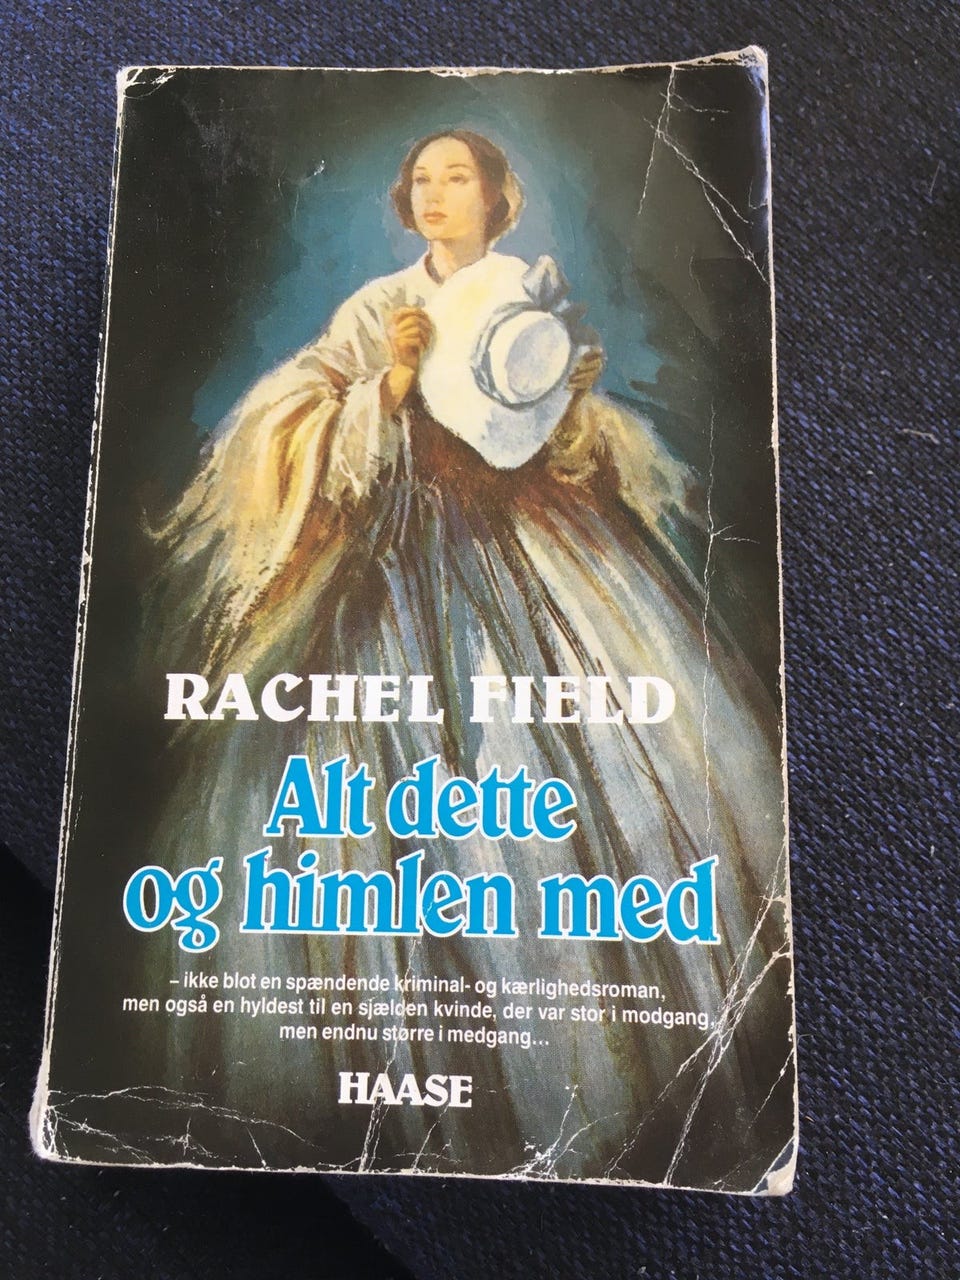 RACHEL FIELD
Alt dette
og himlen med
– ikke blot en spændende kriminal- og kærlighedsroman,
men også en hyldest til en sjælden kvinde, der var stor i modgang,
men endnu større i medgang...
HAASE